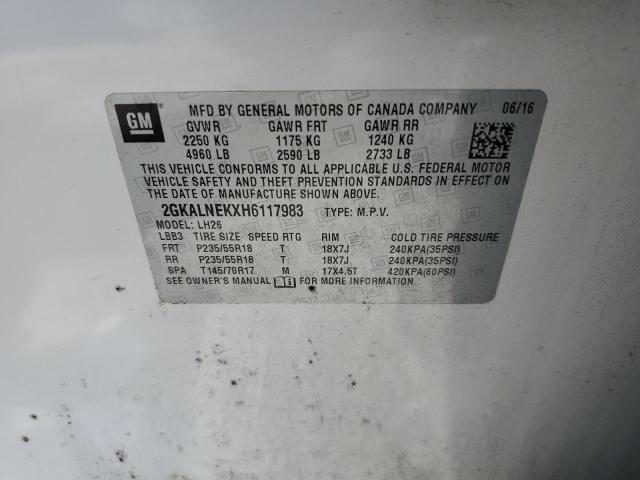 GM
MFD BY GENERAL MOTORS OF CANADA COMPANY 06/16
GVWR GAWR FRT GAWR RR
2250 KG 1175 KG 1240 KG
4960 LB 2590 LB 2733 LB
THIS VEHICLE CONFORMS TO ALL APPLICABLE U.S. FEDERAL MOTOR
VEHICLE SAFETY AND THEFT PREVENTION STANDARDS IN EFFECT ON
THE DATE OF MANUFACTURE SHOWN ABOVE.
2GKALNEKXH6117983 TYPE: M.P.V.
MODEL: LH26
LBB3 TIRE SIZE SPEED RTG RIM COLD TIRE PRESSURE
FRT P235/55R18 T 18X7J 240KPA(35PSI)
RR P235/55R18 T 18X7J 240KPA(35PSI)
SPA T145/70R17 M 17X4.5T 420KPA(60PSI)
SEE OWNER'S MANUAL FOR MORE INFORMATION